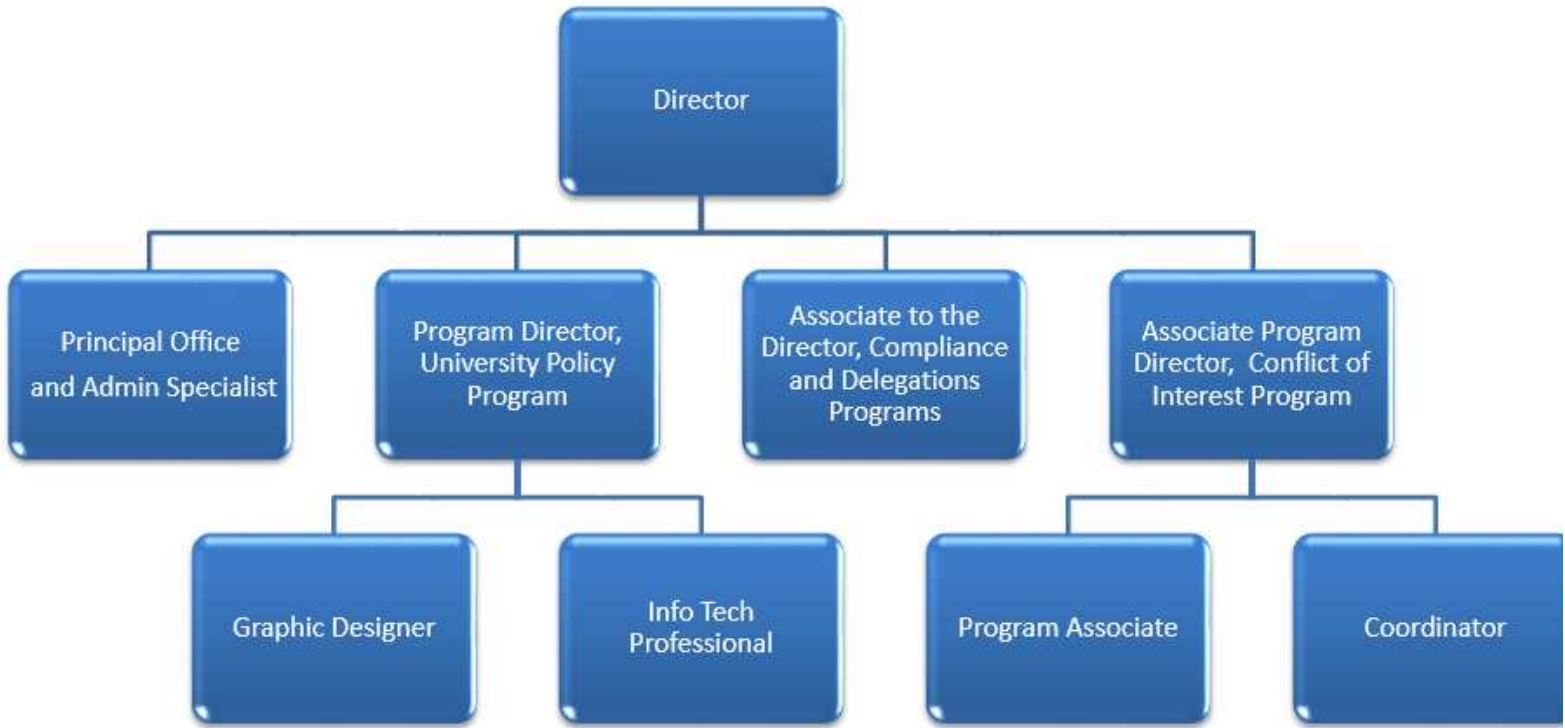 Director
Principal Office
and Admin Specialist
Program Director,
University Policy
Program
Associate to the
Director, Compliance
and Delegations
Programs
Associate Program
Director, Conflict of
Interest Program
Graphic Designer
Info Tech
Professional
Program Associate
Coordinator